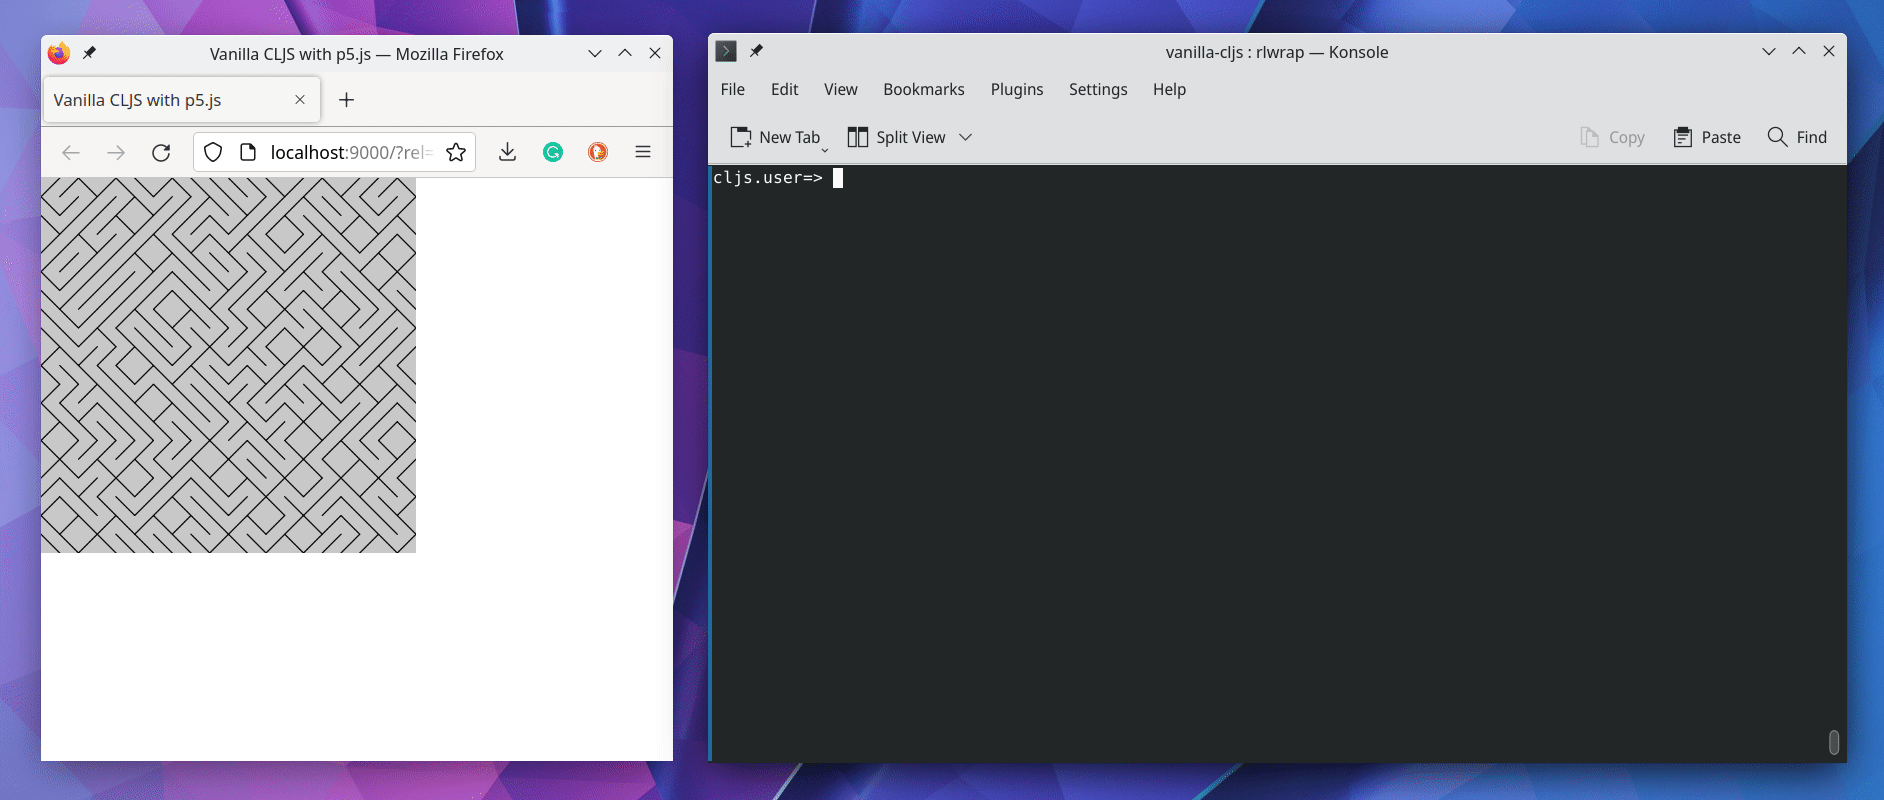 Vanilla CLJS with p5.js — Mozilla Firefox
Vanilla CLJS with p5.js
localhost:9000/?rel=
vanilla-cljs : rlwrap — Konsole
File Edit View Bookmarks Plugins Settings Help
New Tab Split View Copy Paste Find
cljs.user=>